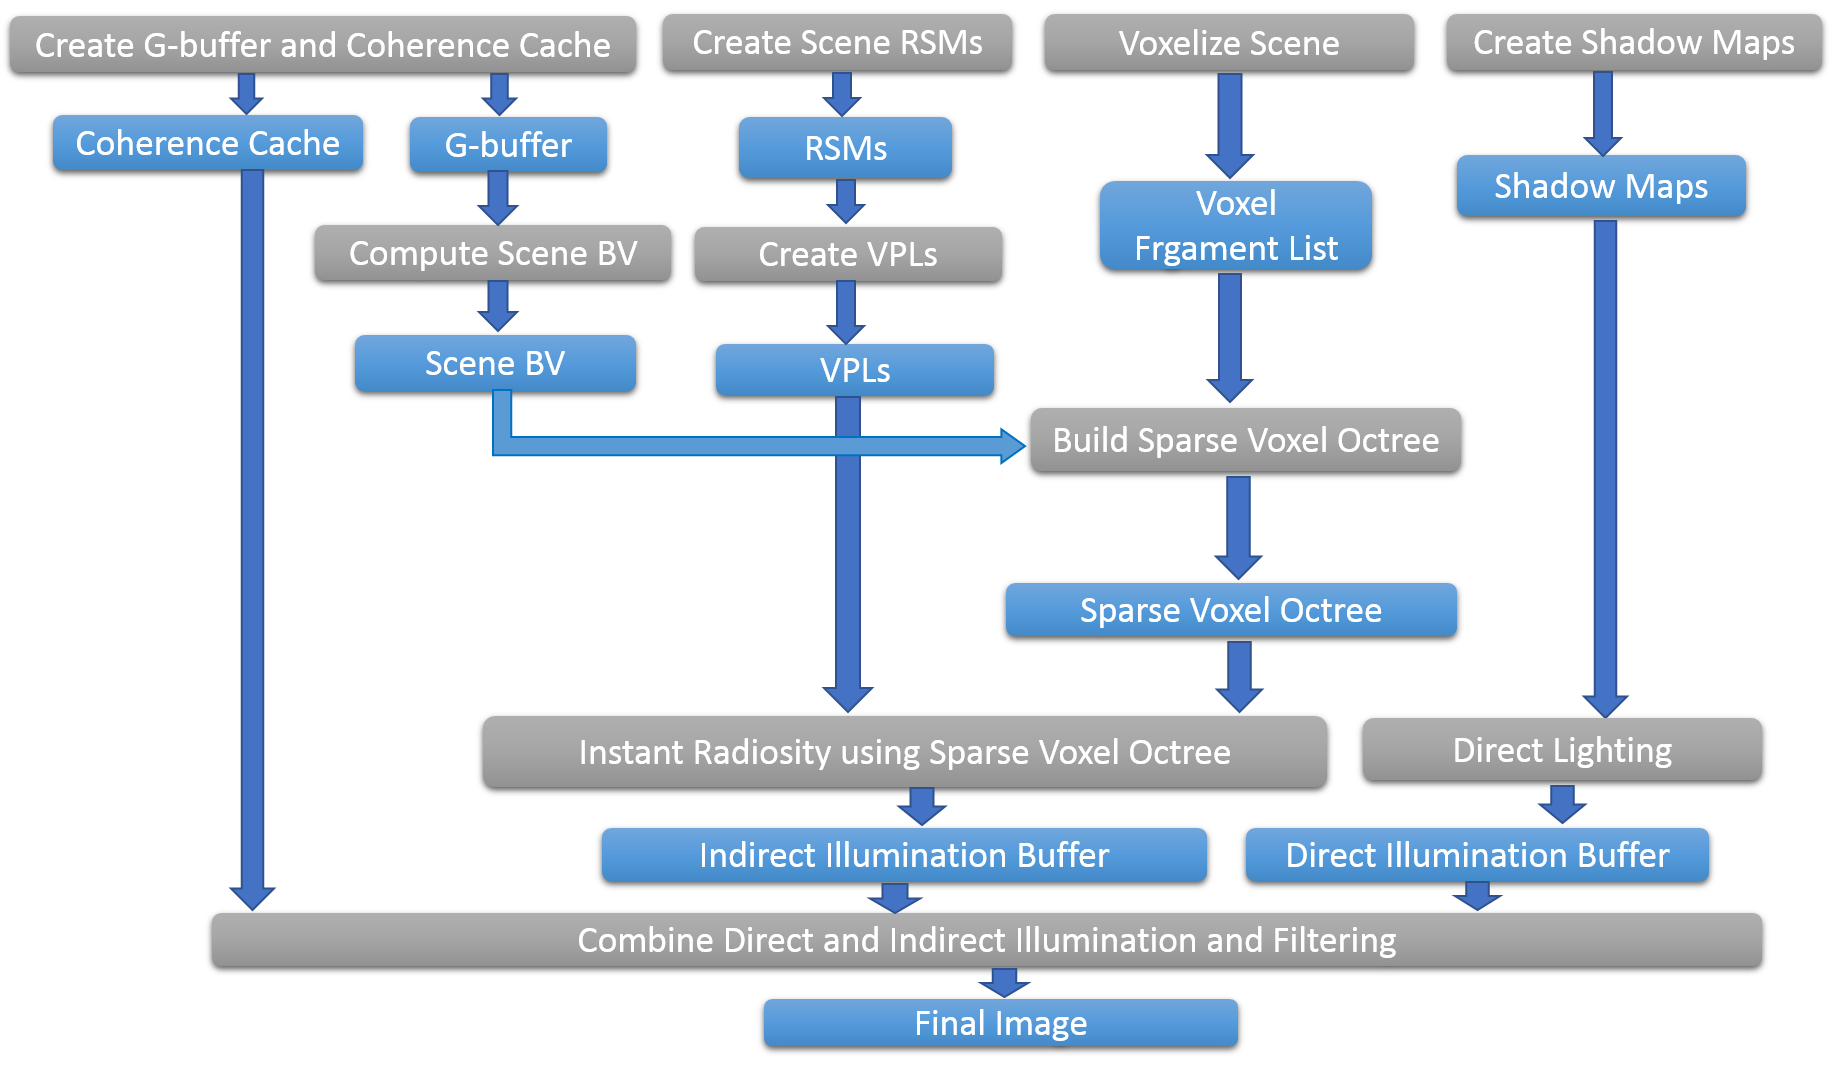 Create G-buffer and Coherence Cache
Create Scene RSMs
Voxelize Scene
Create Shadow Maps
Coherence Cache
G-buffer
RSMs
Shadow Maps
Voxel
Frgament List
Compute Scene BV
Create VPLs
Scene BV
VPLs
Build Sparse Voxel Octree
Sparse Voxel Octree
Instant Radiosity using Sparse Voxel Octree
Direct Lighting
Indirect Illumination Buffer
Direct Illumination Buffer
Combine Direct and Indirect Illumination and Filtering
Final Image